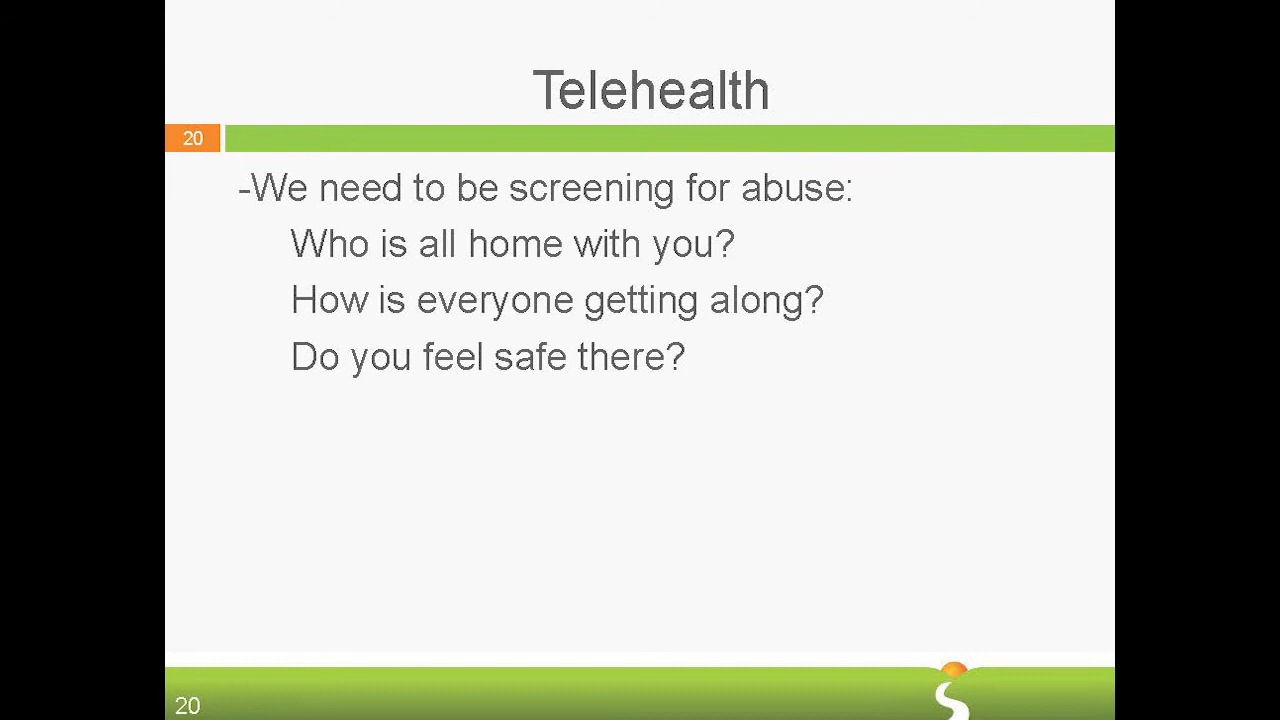 Telehealth
20
-We need to be screening for abuse:
Who is all home with you?
How is everyone getting along?
Do you feel safe there?
20